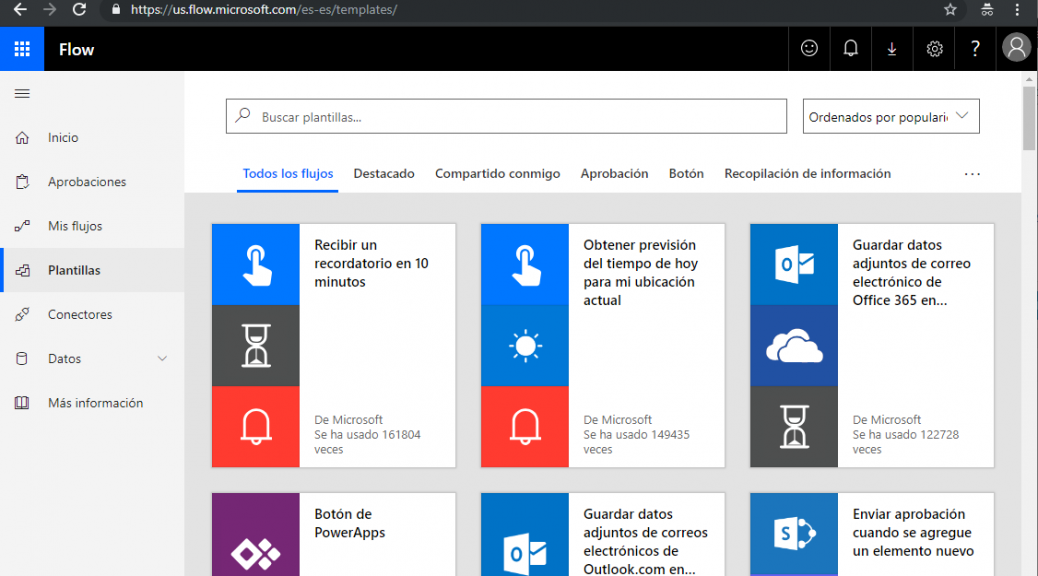 https://us.flow.microsoft.com/es-es/templates/
Flow
?
Inicio
Aprobaciones
Mis flujos
Plantillas
Conectores
Datos
Más información
Buscar plantillas...
Ordenados por populari
Todos los flujos
Destacado
Compartido conmigo
Aprobación
Botón
Recopilación de información
...
Recibir un
recordatorio en 10
minutos
De Microsoft
Se ha usado 161804
veces
Obtener previsión
del tiempo de hoy
para mi ubicación
actual
De Microsoft
Se ha usado 149435
veces
Guardar datos
adjuntos de correo
electrónico de
Office 365 en...
De Microsoft
Se ha usado 122728
veces
Botón de
PowerApps
Guardar datos
adjuntos de correos
electrónicos de
Outlook.com en...
Enviar aprobación
cuando se agregue
un elemento nuevo